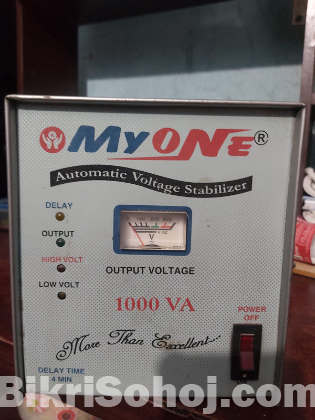 MyONE®
Automatic Voltage Stabilizer
DELAY
OUTPUT
HIGH VOLT
LOW VOLT
V
OUTPUT VOLTAGE
1000 VA
POWER
OFF
More Than Excellent...
DELAY TIME
4 MIN
BikriSohoj.com